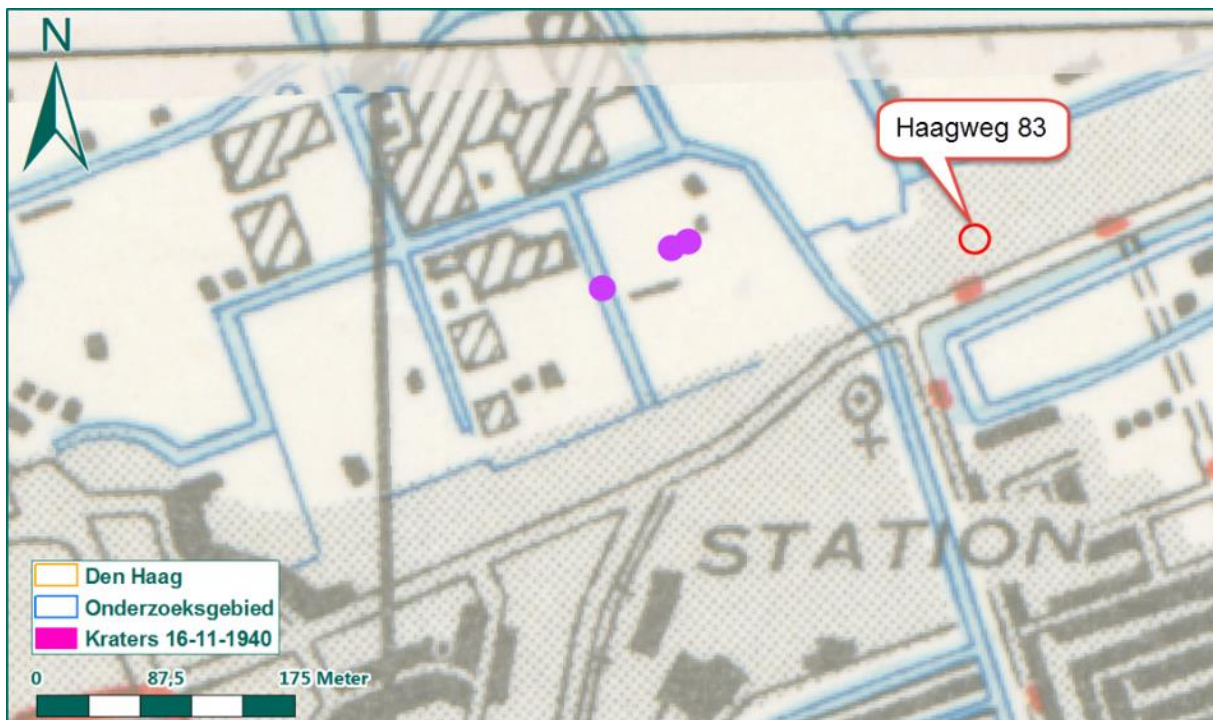 N
Haagweg 83
STATION
Den Haag
Onderzoeksgebied
Kraters 16-11-1940
0 87,5 175 Meter